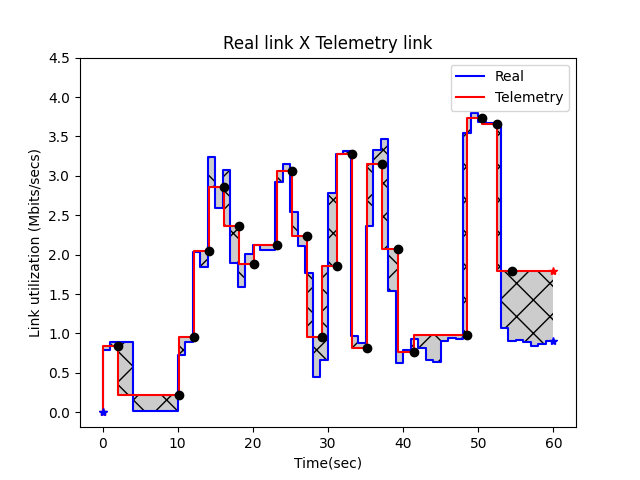 Real link X Telemetry link
Real
Telemetry
Link utilization (Mbits/secs)
4.5
4.0
3.5
3.0
2.5
2.0
1.5
1.0
0.5
0.0
0 10 20 30 40 50 60
Time(sec)